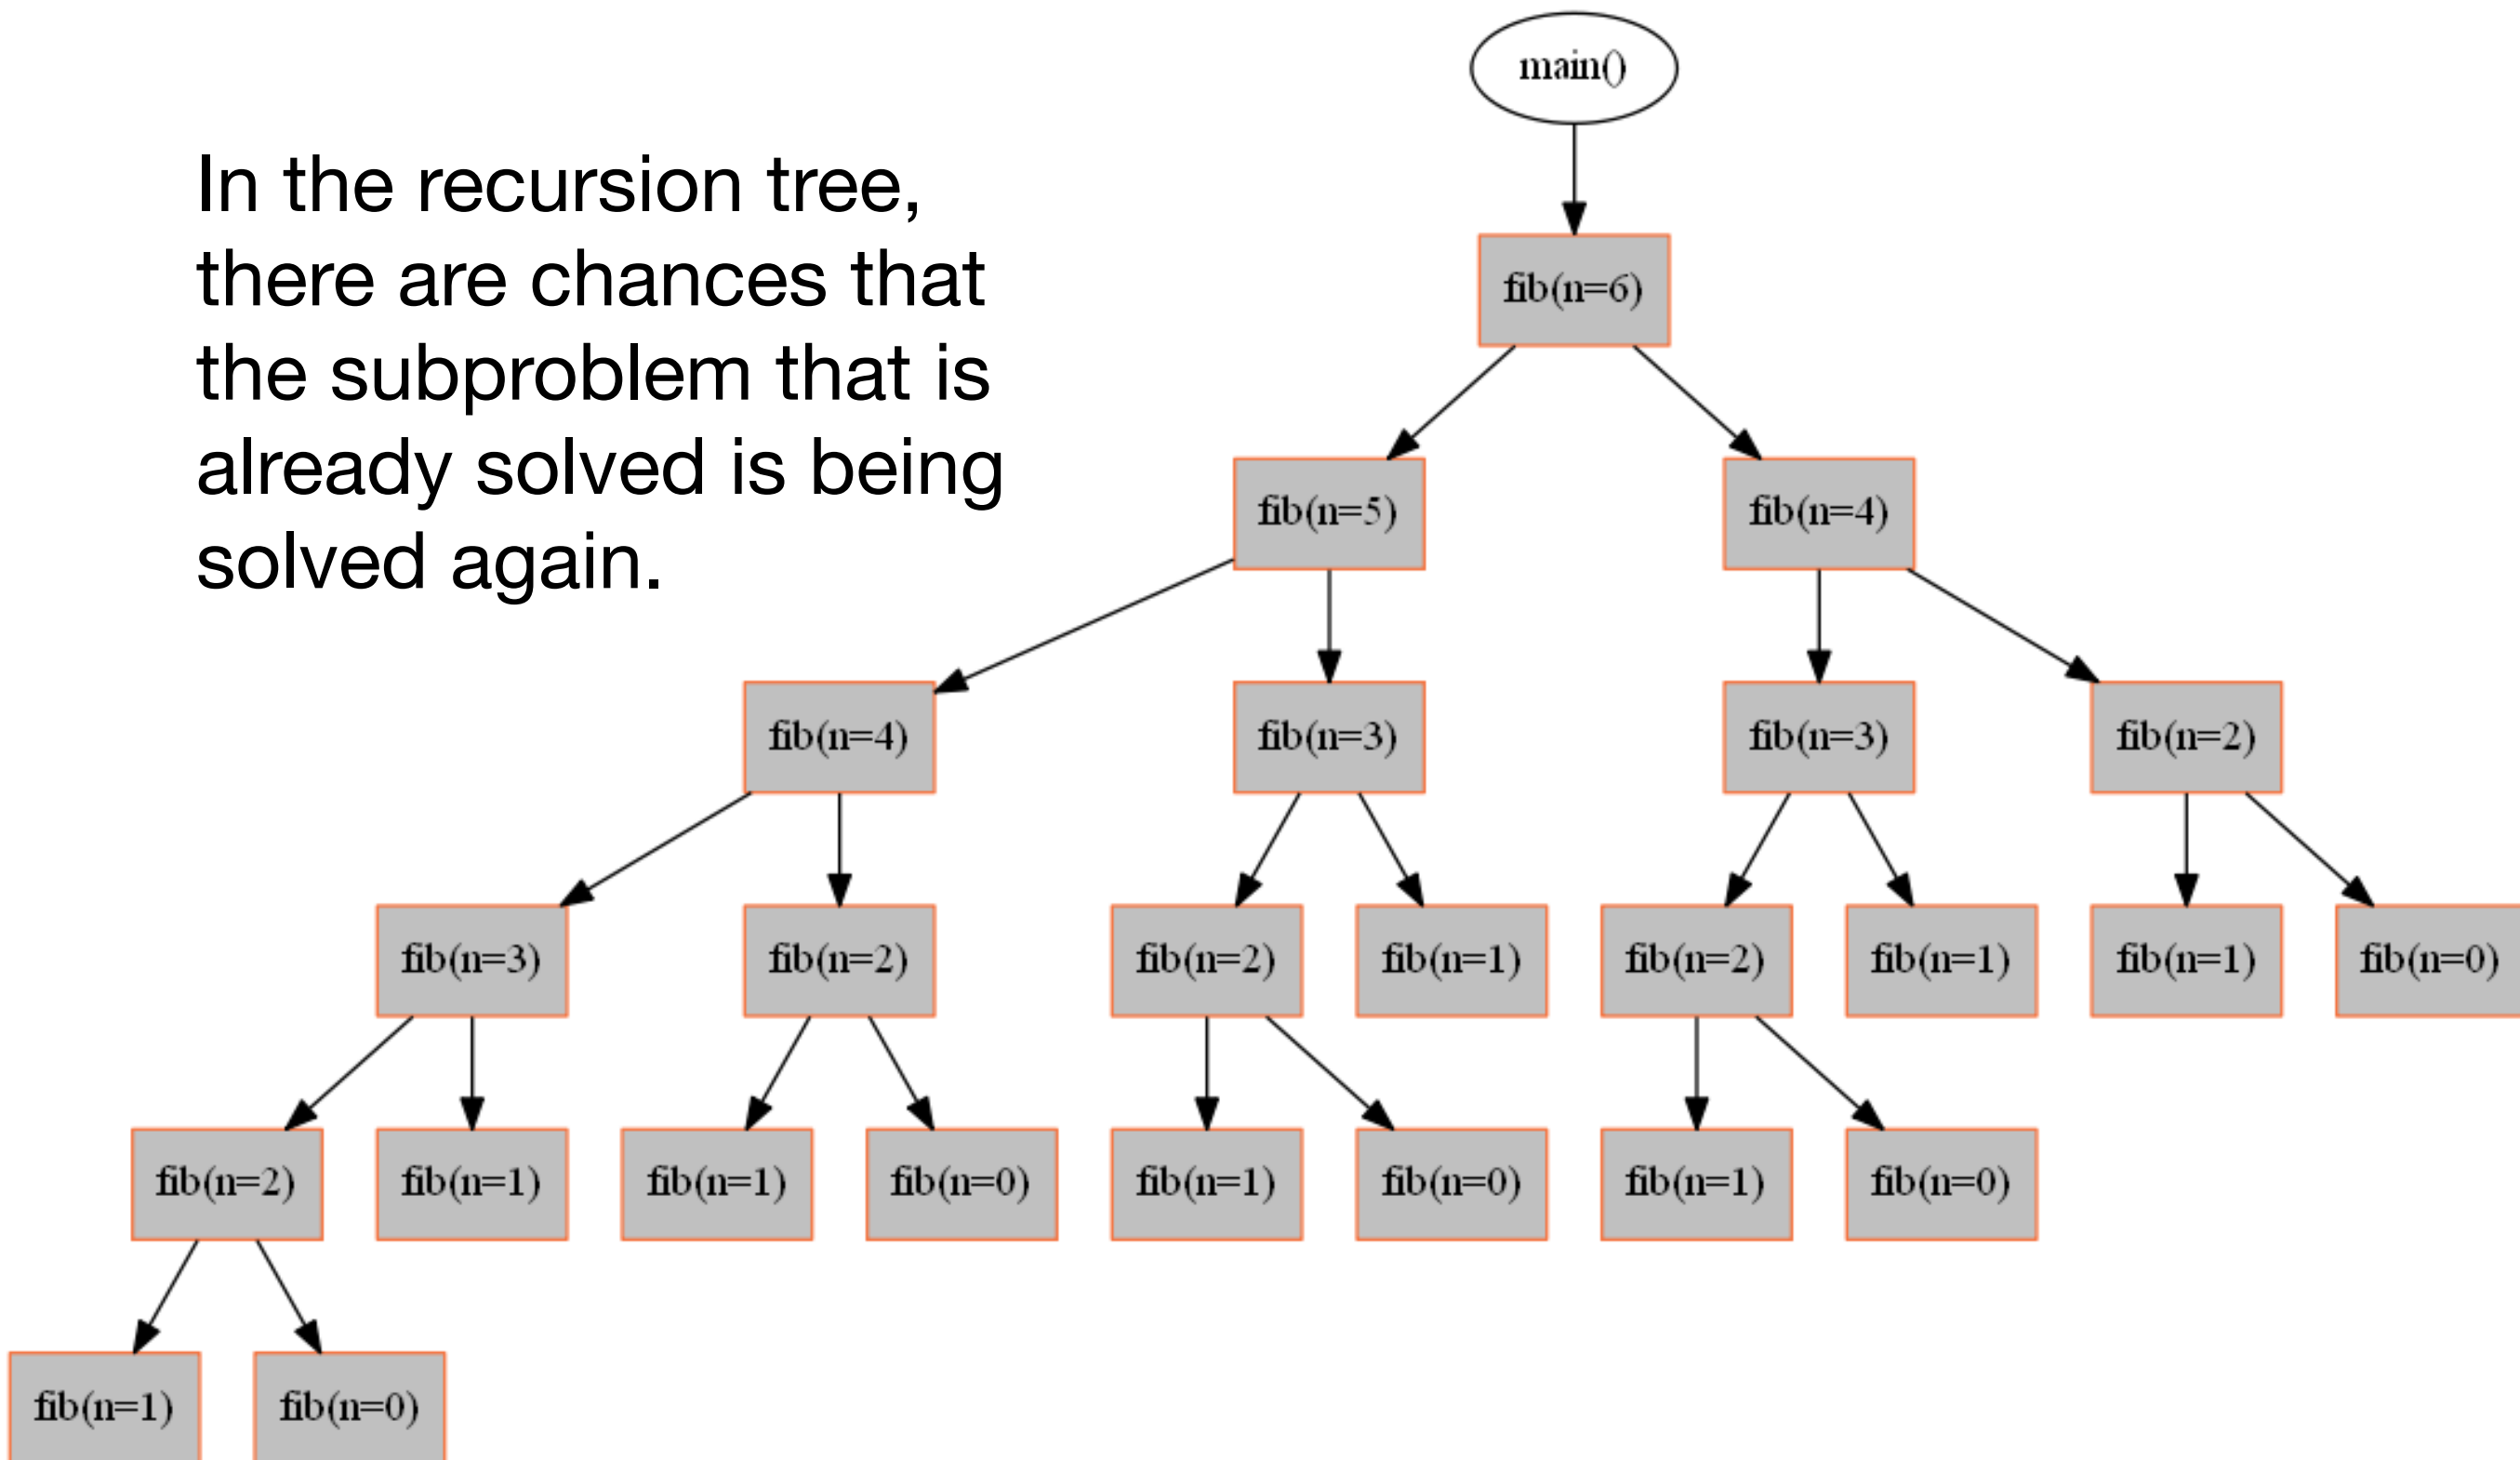 main()
In the recursion tree,
there are chances that
the subproblem that is
already solved is being
solved again.
fib(n=6)
fib(n=5) fib(n=4)
fib(n=4) fib(n=3) fib(n=3) fib(n=2)
fib(n=3) fib(n=2) fib(n=2) fib(n=1) fib(n=2) fib(n=1) fib(n=1) fib(n=0)
fib(n=2) fib(n=1) fib(n=1) fib(n=0) fib(n=1) fib(n=0) fib(n=1) fib(n=0)
fib(n=1) fib(n=0)